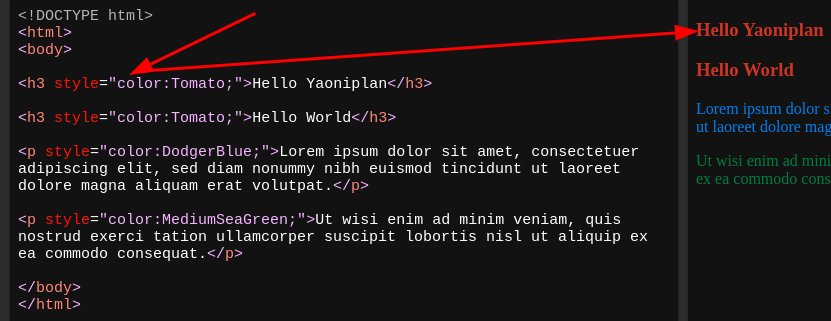 <!DOCTYPE html>
<html>
<body>
<h3 style="color:Tomato;">Hello Yaoniplan</h3>
<h3 style="color:Tomato;">Hello World</h3>
<p style="color:DodgerBlue;">Lorem ipsum dolor sit amet, consectetuer
adipiscing elit, sed diam nonummy nibh euismod tincidunt ut laoreet
dolore magna aliquam erat volutpat.</p>
<p style="color:MediumSeaGreen;">Ut wisi enim ad minim veniam, quis
nostrud exerci tation ullamcorper suscipit lobortis nisl ut aliquip ex
ea commodo consequat.</p>
</body>
</html>
Hello Yaoniplan
Hello World
Lorem ipsum dolor s
ut laoreet dolore mag
Ut wisi enim ad mini
ex ea commodo cons